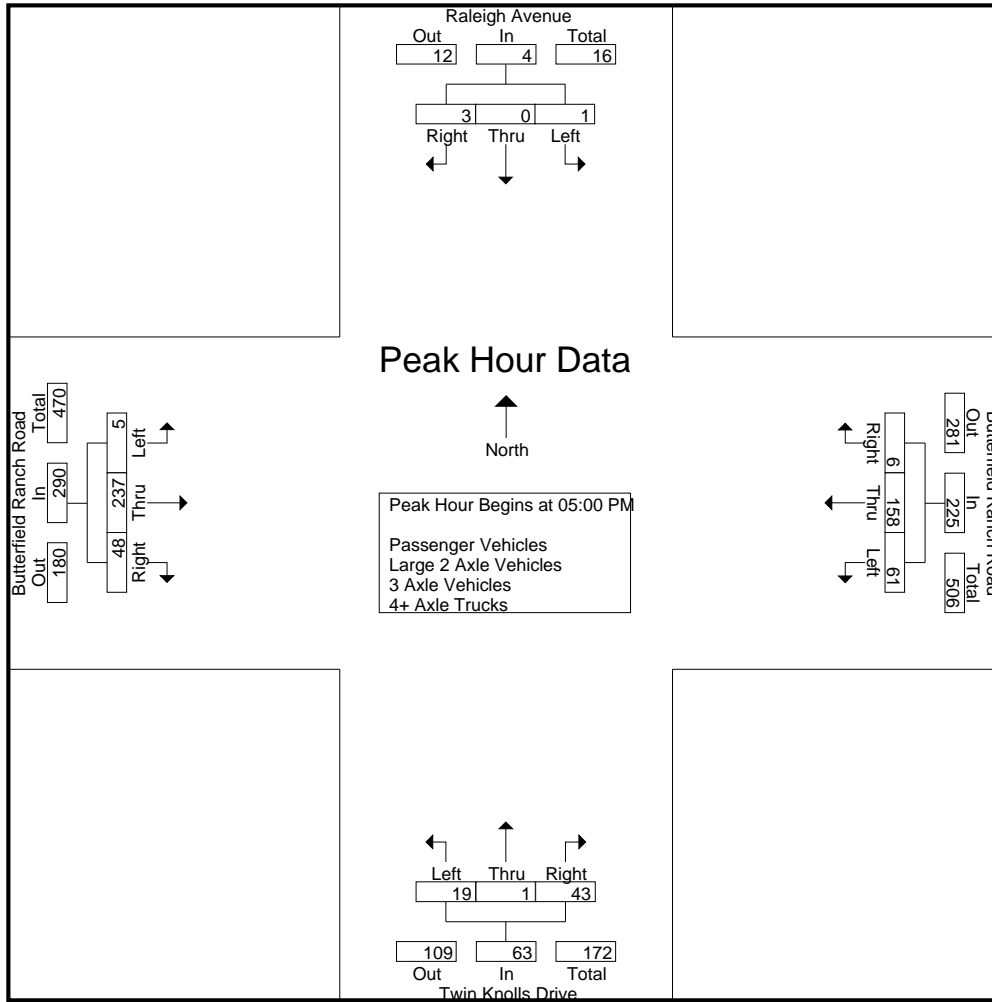 Raleigh Avenue
Out In Total
12 4 16
3 0 1
Right Thru Left
Peak Hour Data
North
Peak Hour Begins at 05:00 PM
Passenger Vehicles
Large 2 Axle Vehicles
3 Axle Vehicles
4+ Axle Trucks
Butterfield Ranch Road
Out In Total
180 290 470
5 237 48
Left Thru Right
Butterfield Ranch Road
Out In Total
281 225 506
6 158 61
Right Thru Left
Left Thru Right
19 1 43
109 63 172
Out In Total
Twin Knolls Drive